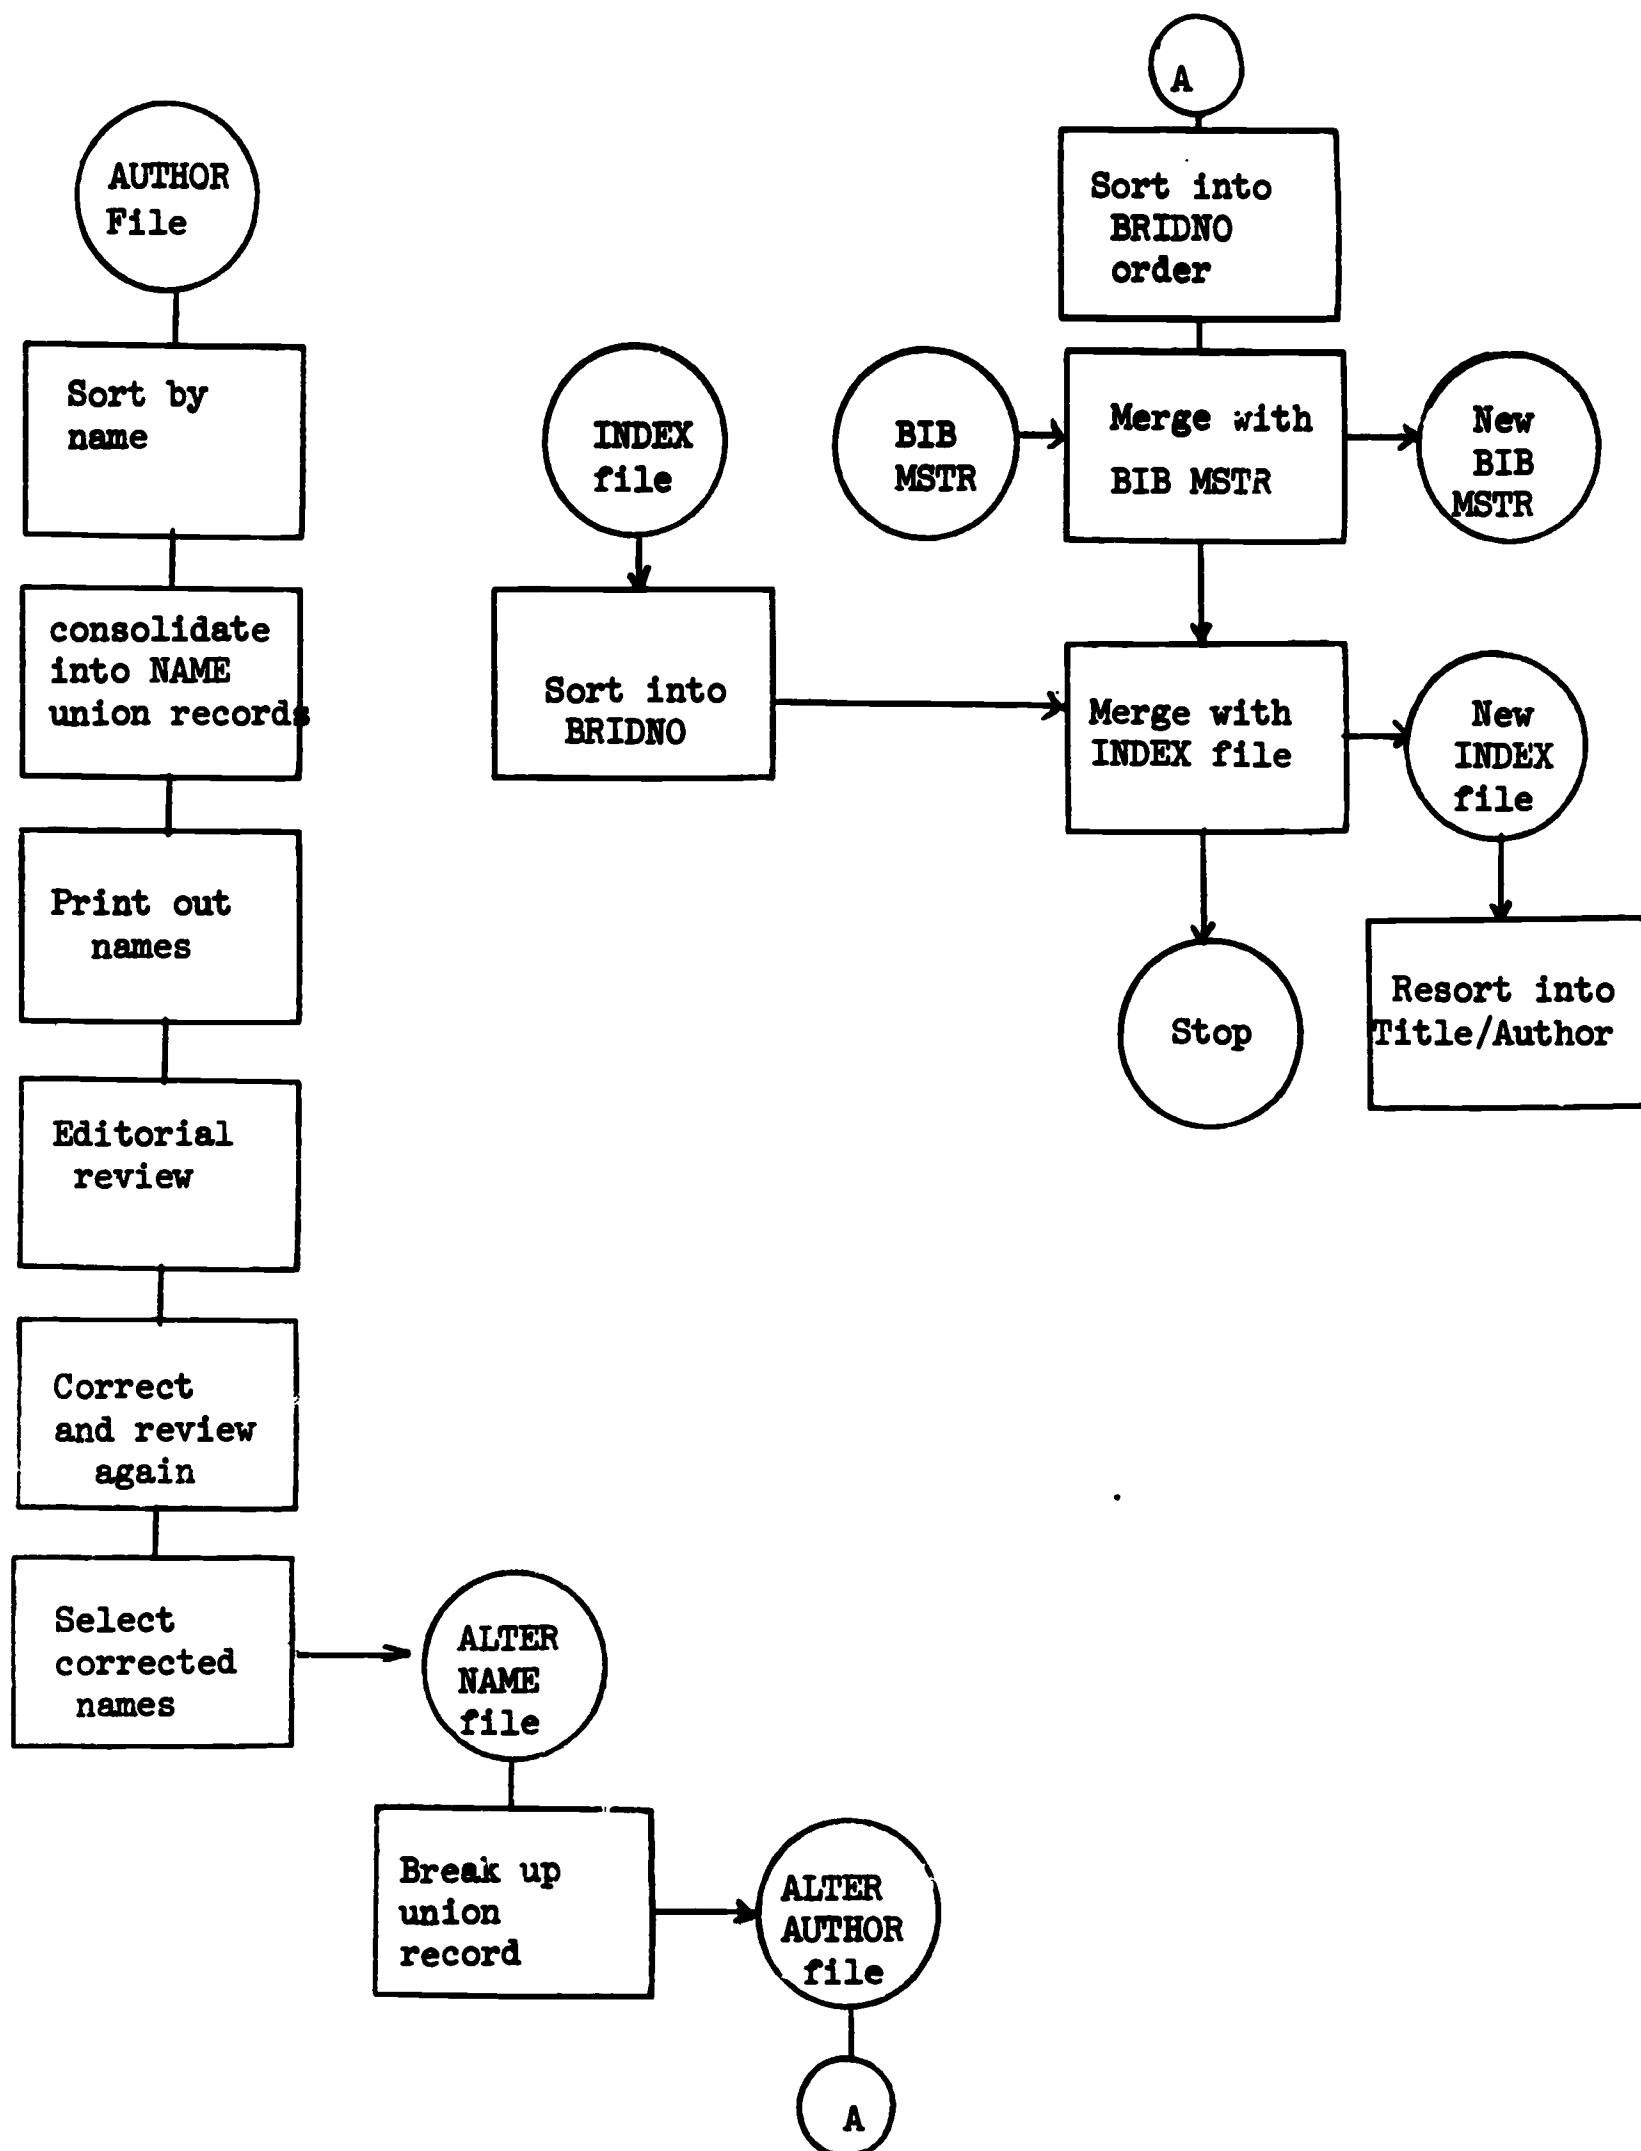 AUTHOR
File
Sort by
name
consolidate
into NAME
union records
Print out
names
Editorial
review
Correct
and review
again
Select
corrected
names
ALTER
NAME
file
Break up
union
record
ALTER
AUTHOR
file
A
A
Sort into
BRIDNO
order
BIB
MSTR
Merge with
BIB MSTR
New
BIB
MSTR
INDEX
file
Sort into
BRIDNO
Merge with
INDEX file
New
INDEX
file
Stop
Resort into
Title/Author